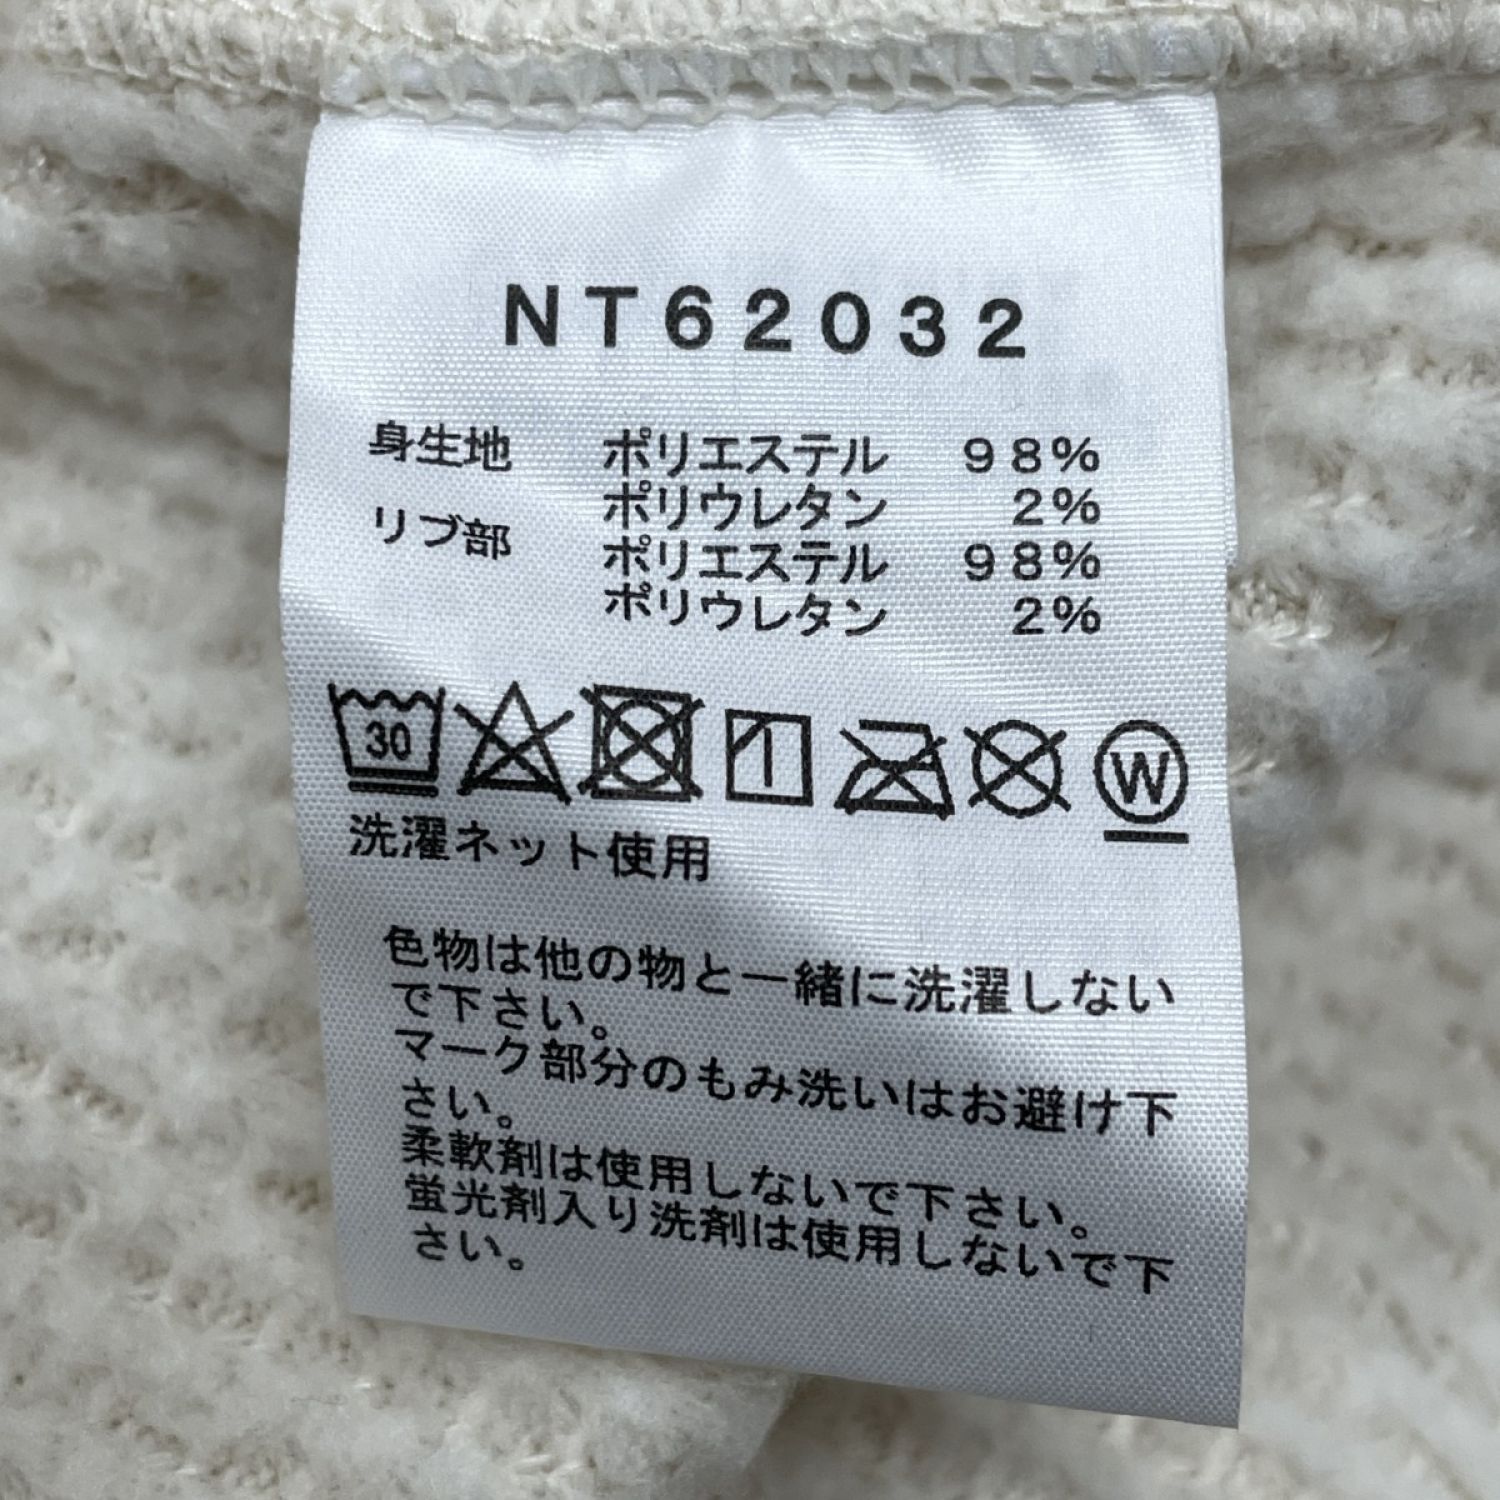 NT62032
身生地 ポリエステル 98%
ポリウレタン 2%
リブ部 ポリエステル 98%
ポリウレタン 2%
30 W
洗濯ネット使用
色物は他の物と一緒に洗濯しない
で下さい。
マーク部分のもみ洗いはお避け下
さい。
柔軟剤は使用しないで下さい。
蛍光剤入り洗剤は使用しないで下
さい。